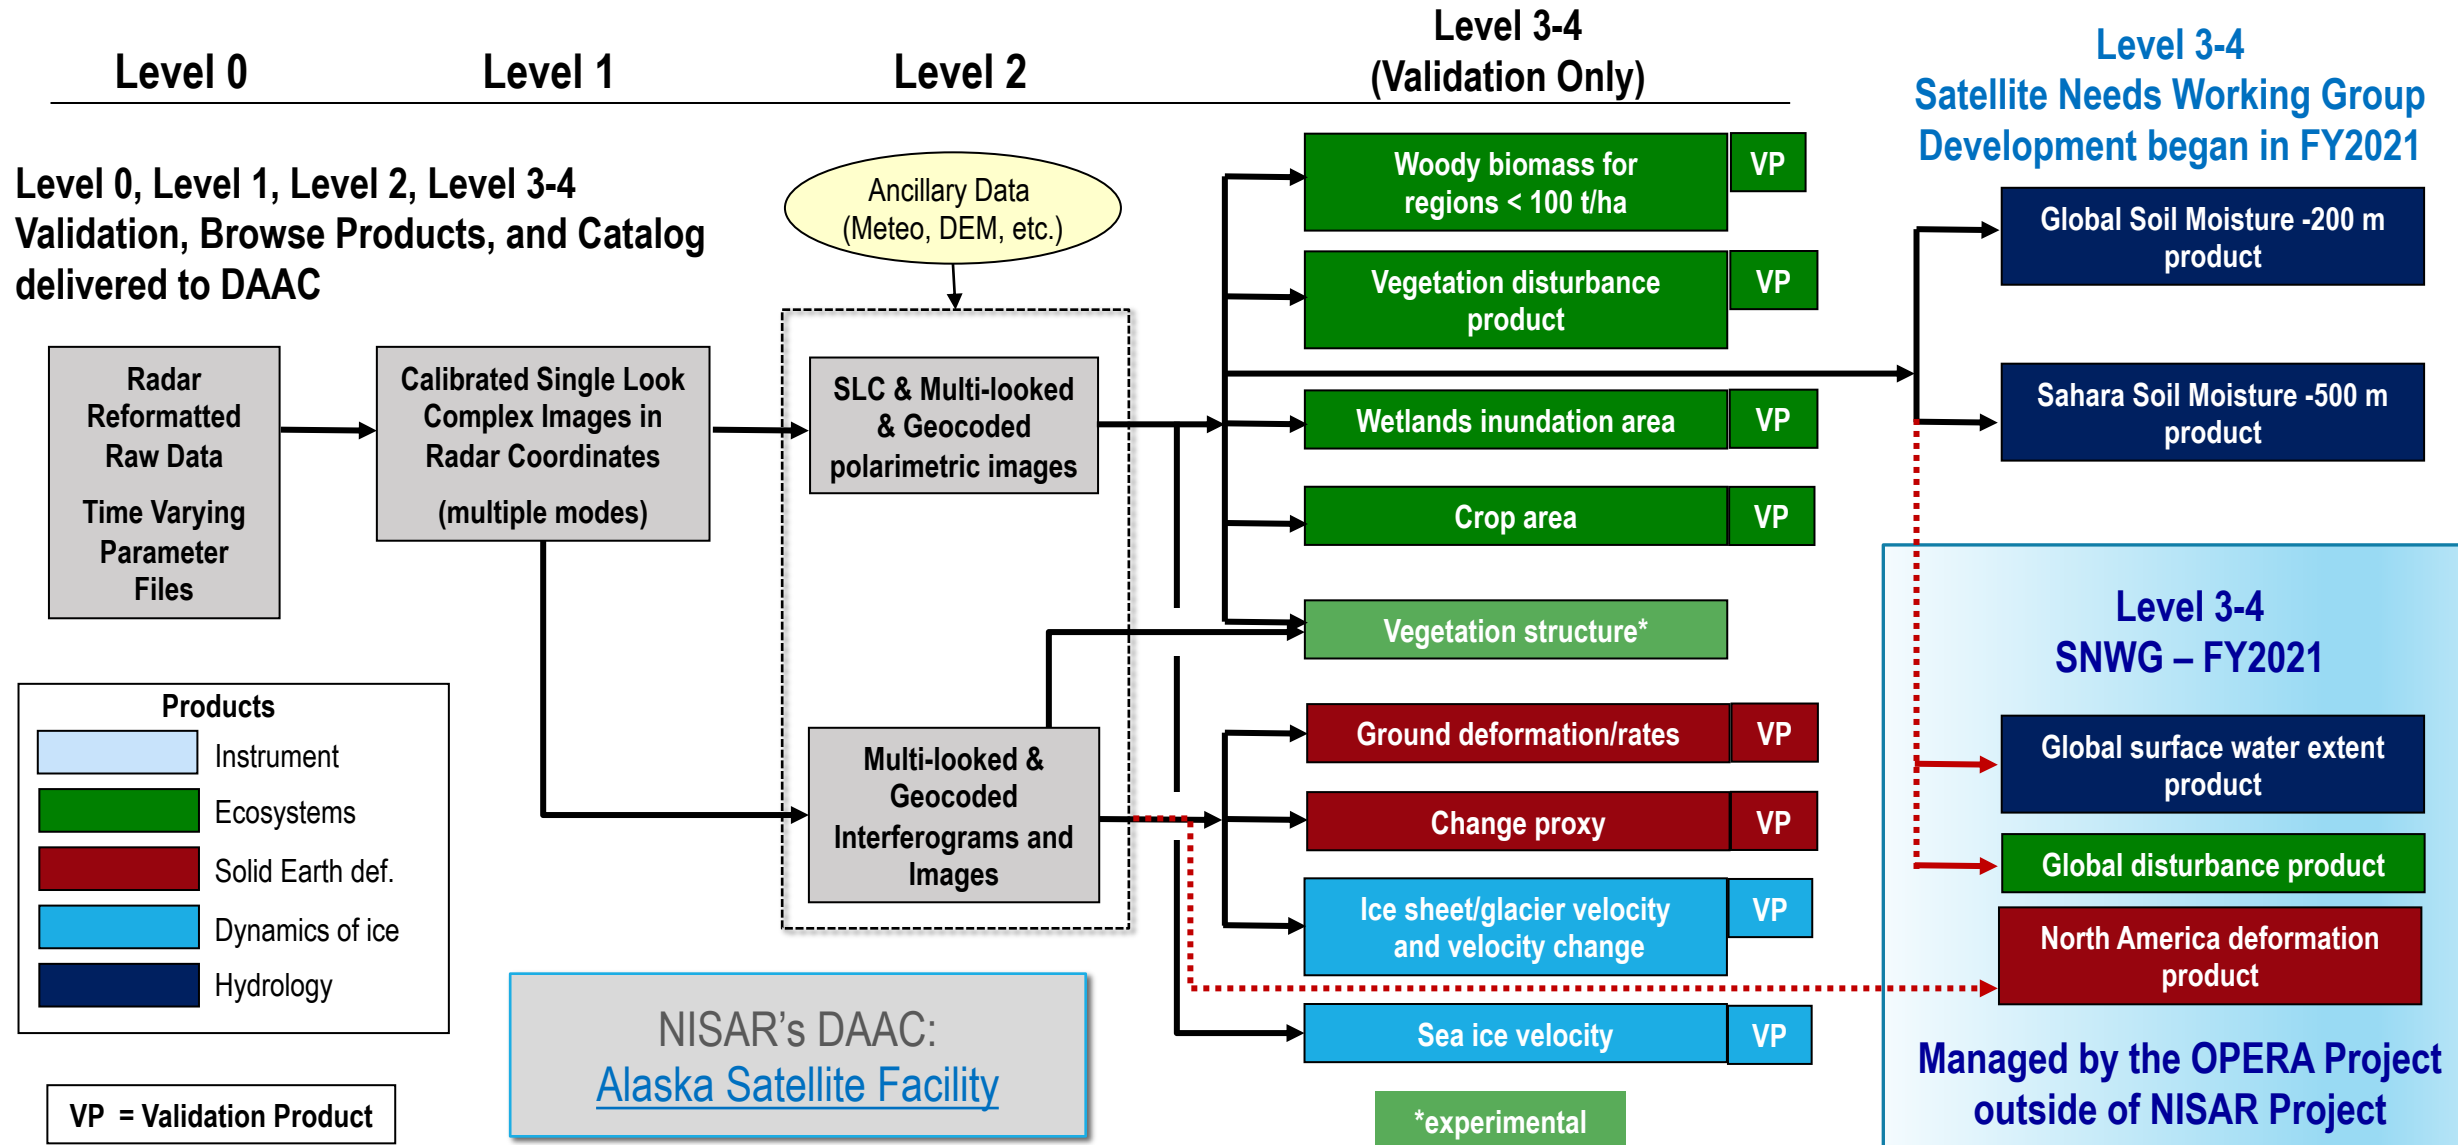 Level 0
Level 1
Level 2
Level 3-4
(Validation Only)
Level 3-4
Satellite Needs Working Group
Development began in FY2021
Level 0, Level 1, Level 2, Level 3-4
Validation, Browse Products, and Catalog
delivered to DAAC
Ancillary Data
(Meteo, DEM, etc.)
Radar
Reformatted
Raw Data
Time Varying
Parameter
Files
Calibrated Single Look
Complex Images in
Radar Coordinates
(multiple modes)
SLC & Multi-looked
& Geocoded
polarimetric images
Multi-looked &
Geocoded
Interferograms and
Images
Woody biomass for
regions < 100 t/ha
VP
Vegetation disturbance
product
VP
Wetlands inundation area
VP
Crop area
VP
Vegetation structure*
Ground deformation/rates
VP
Change proxy
VP
Ice sheet/glacier velocity
and velocity change
VP
Sea ice velocity
VP
*experimental
Global Soil Moisture -200 m
product
Sahara Soil Moisture -500 m
product
Level 3-4
SNWG – FY2021
Global surface water extent
product
Global disturbance product
North America deformation
product
Managed by the OPERA Project
outside of NISAR Project
Products
Instrument
Ecosystems
Solid Earth def.
Dynamics of ice
Hydrology
VP = Validation Product
NISAR's DAAC:
Alaska Satellite Facility